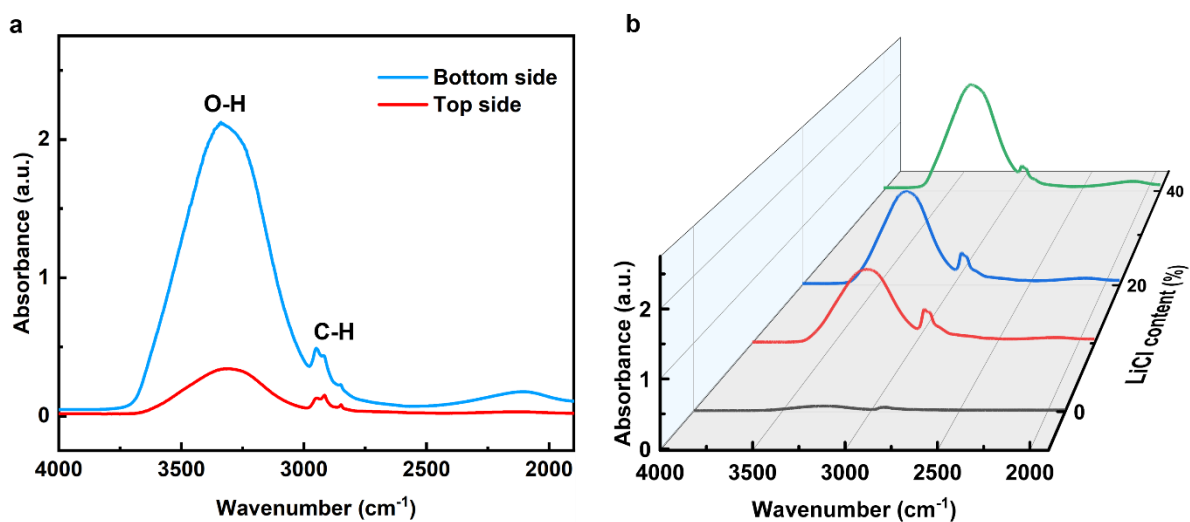 a
Absorbance (a.u.)
2
1
0
O-H
C-H
Bottom side
Top side
4000 3500 3000 2500 2000
Wavenumber (cm⁻¹)
b
Absorbance (a.u.)
2
1
0
4000 3500 3000 2500 2000
Wavenumber (cm⁻¹)
40
20
0
LiCl content (%)